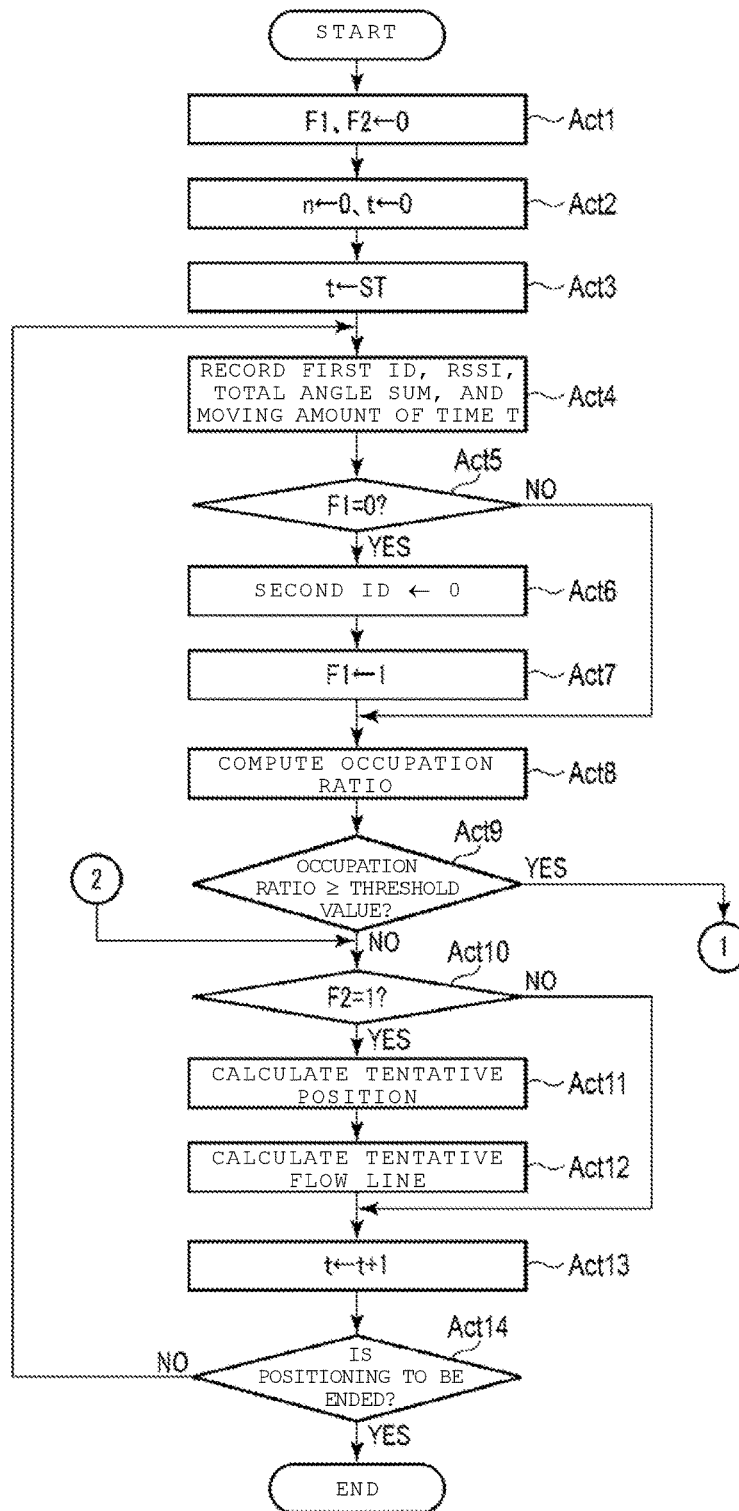 START
F1、F2←0
Act1
n←0、t←0
Act2
t←ST
Act3
RECORD FIRST ID, RSSI,
TOTAL ANGLE SUM, AND
MOVING AMOUNT OF TIME T
Act4
Act5
F1=0?
NO
YES
SECOND ID ← 0
Act6
F1←1
Act7
COMPUTE OCCUPATION
RATIO
Act8
Act9
OCCUPATION
RATIO ≥ THRESHOLD
VALUE?
YES
2
1
NO
Act10
F2=1?
NO
YES
CALCULATE TENTATIVE
POSITION
Act11
CALCULATE TENTATIVE
FLOW LINE
Act12
t←t+1
Act13
Act14
IS
POSITIONING TO BE
ENDED?
NO
YES
END